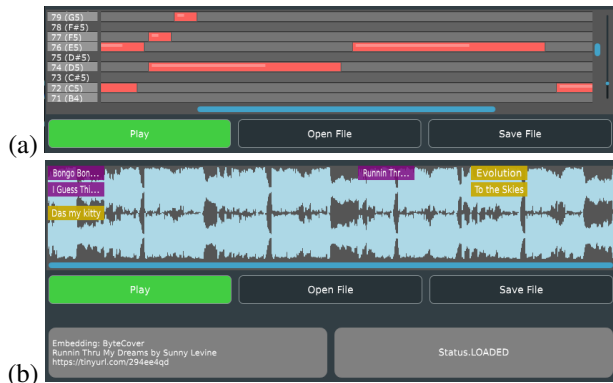 79 (G5)
78 (F#5)
77 (F5)
76 (E5)
75 (D#5)
74 (D5)
73 (C#5)
72 (C5)
71 (B4)
(a)
Play Open File Save File
Bongo Bon... Runnin Thr... Evolution
I Guess Thi... To the Skies
Das my kitty
Play Open File Save File
Embedding: ByteCover
Runnin Thru My Dreams by Sunny Levine
https://tinyurl.com/294ee4qd
Status.LOADED
(b)